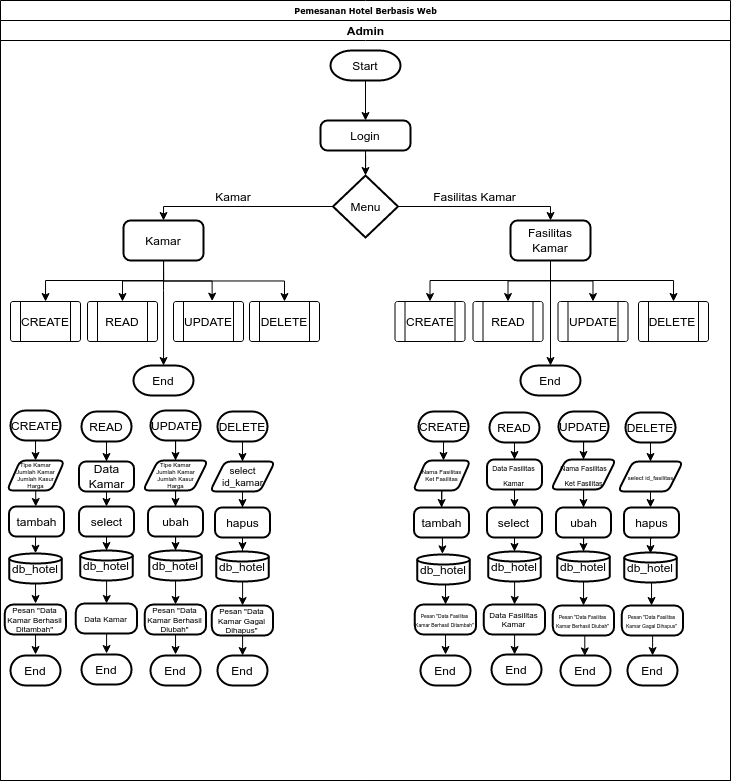 Pemesanan Hotel Berbasis Web
Admin
Start
Login
Menu
Kamar
Fasilitas Kamar
Kamar
Fasilitas
Kamar
CREATE
READ
UPDATE
DELETE
CREATE
READ
UPDATE
DELETE
End
End
CREATE
READ
UPDATE
DELETE
CREATE
READ
UPDATE
DELETE
Tipe Kamar
Jumlah Kamar
Jumlah Kasur
Harga
Data
Kamar
Tipe Kamar
Jumlah Kamar
Jumlah Kasur
Harga
select
id_kamar
Nama Fasilitas
Ket Fasilitas
Data Fasilitas
Kamar
Nama Fasilitas
Ket Fasilitas
select id_fasilitas
tambah
select
ubah
hapus
tambah
select
ubah
hapus
db_hotel
db_hotel
db_hotel
db_hotel
db_hotel
db_hotel
db_hotel
db_hotel
Pesan "Data
Kamar Berhasil
Ditambah"
Data Kamar
Pesan "Data
Kamar Berhasil
Diubah"
Pesan "Data
Kamar Gagal
Dihapus"
Pesan "Data Fasilitas
Kamar Berhasil Ditambah"
Data Fasilitas
Kamar
Pesan "Data Fasilitas
Kamar Berhasil Diubah"
Pesan "Data Fasilitas
Kamar Gagal Dihapus"
End
End
End
End
End
End
End
End